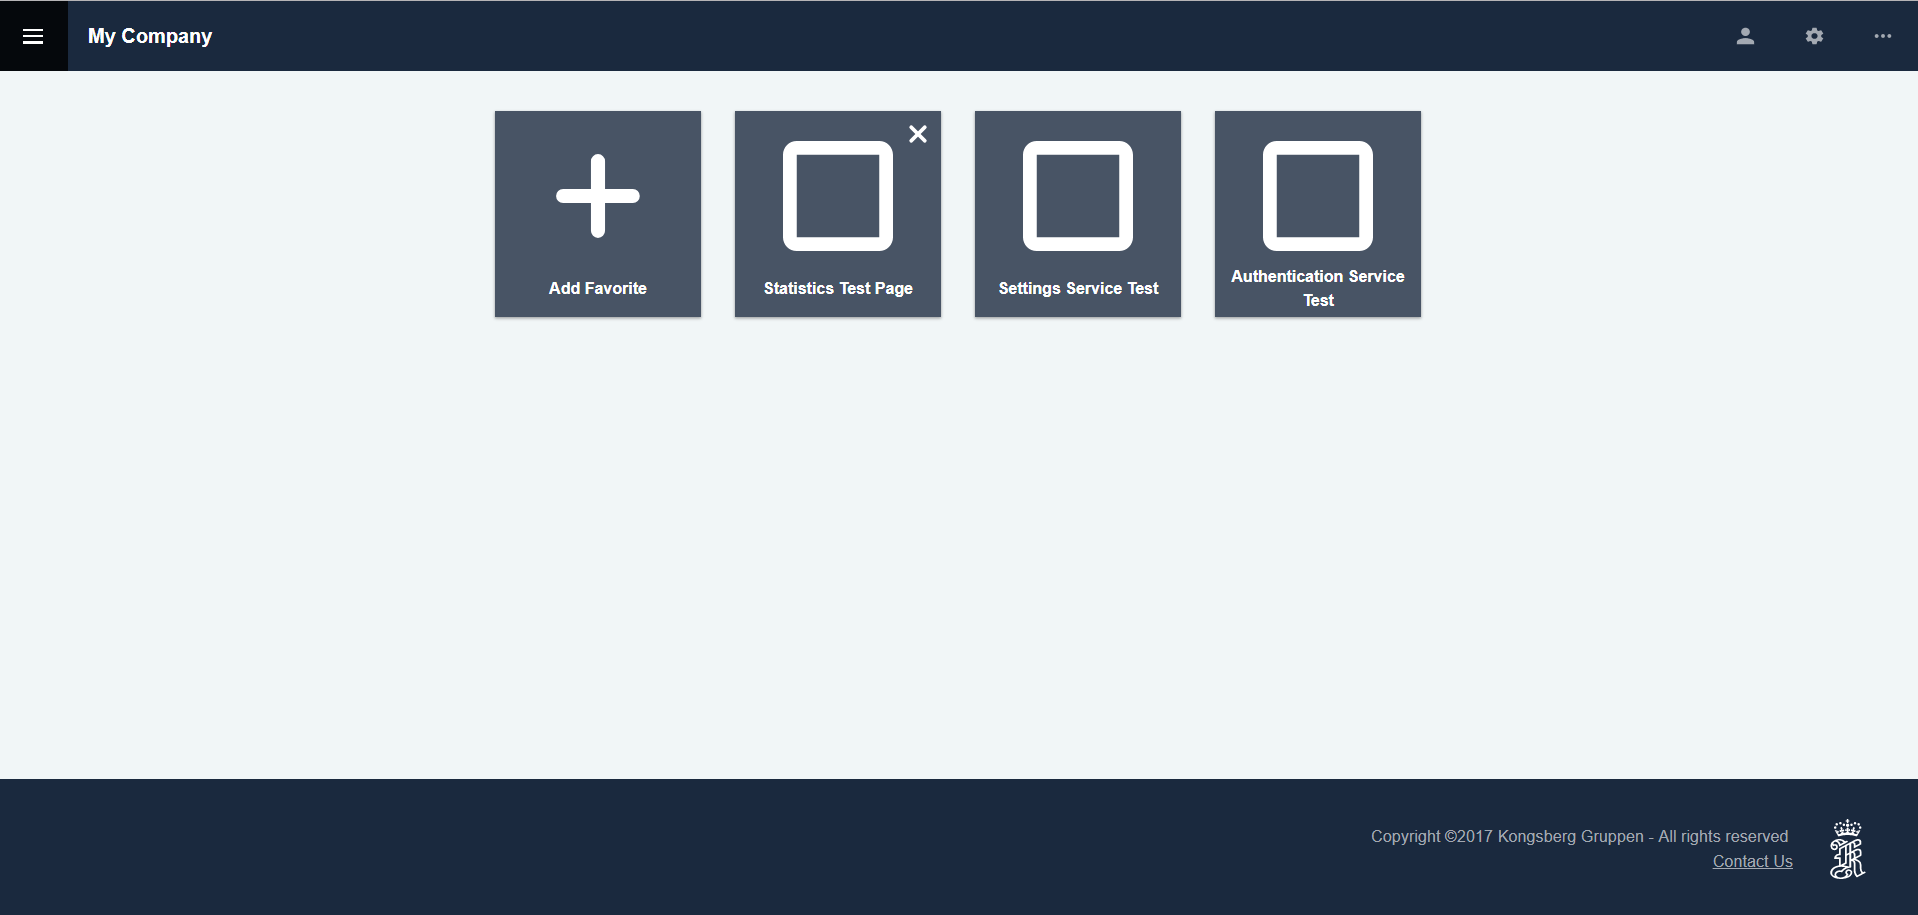 My Company
Add Favorite
Statistics Test Page
Settings Service Test
Authentication Service
Test
Copyright ©2017 Kongsberg Gruppen - All rights reserved
Contact Us